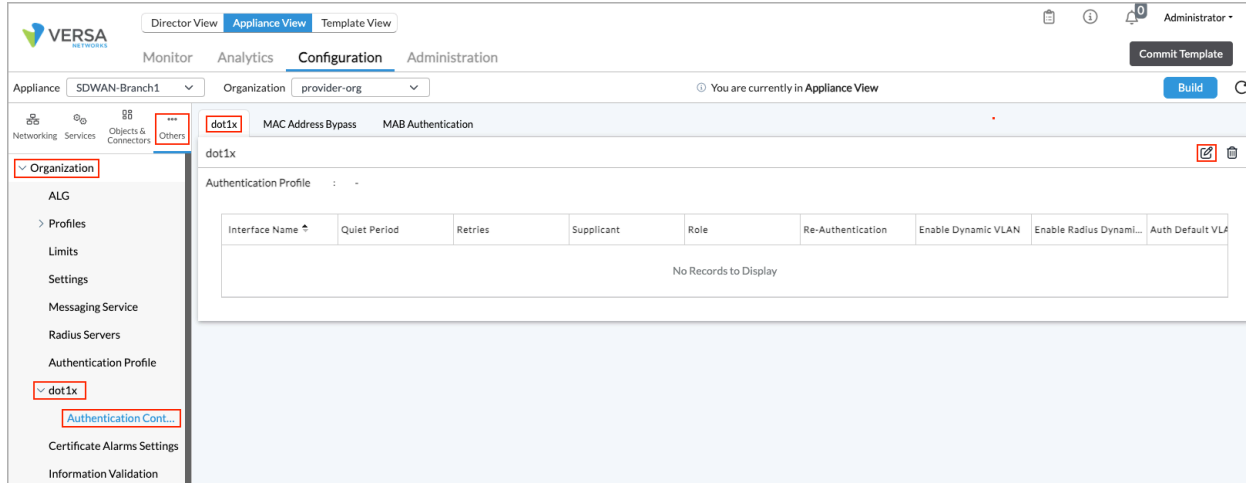 VERSA
NETWORKS
Director View Appliance View Template View
0
Administrator
Monitor Analytics Configuration Administration
Commit Template
Appliance SDWAN-Branch1 Organization provider-org You are currently in Appliance View Build
Networking Services Objects & Connectors Others
dot1x MAC Address Bypass MAB Authentication
dot1x
Organization
Authentication Profile : -
ALG
Profiles
Interface Name Quiet Period Retries Supplicant Role Re-Authentication Enable Dynamic VLAN Enable Radius Dynami... Auth Default VLA
Limits
No Records to Display
Settings
Messaging Service
Radius Servers
Authentication Profile
dot1x
Authentication Cont...
Certificate Alarms Settings
Information Validation